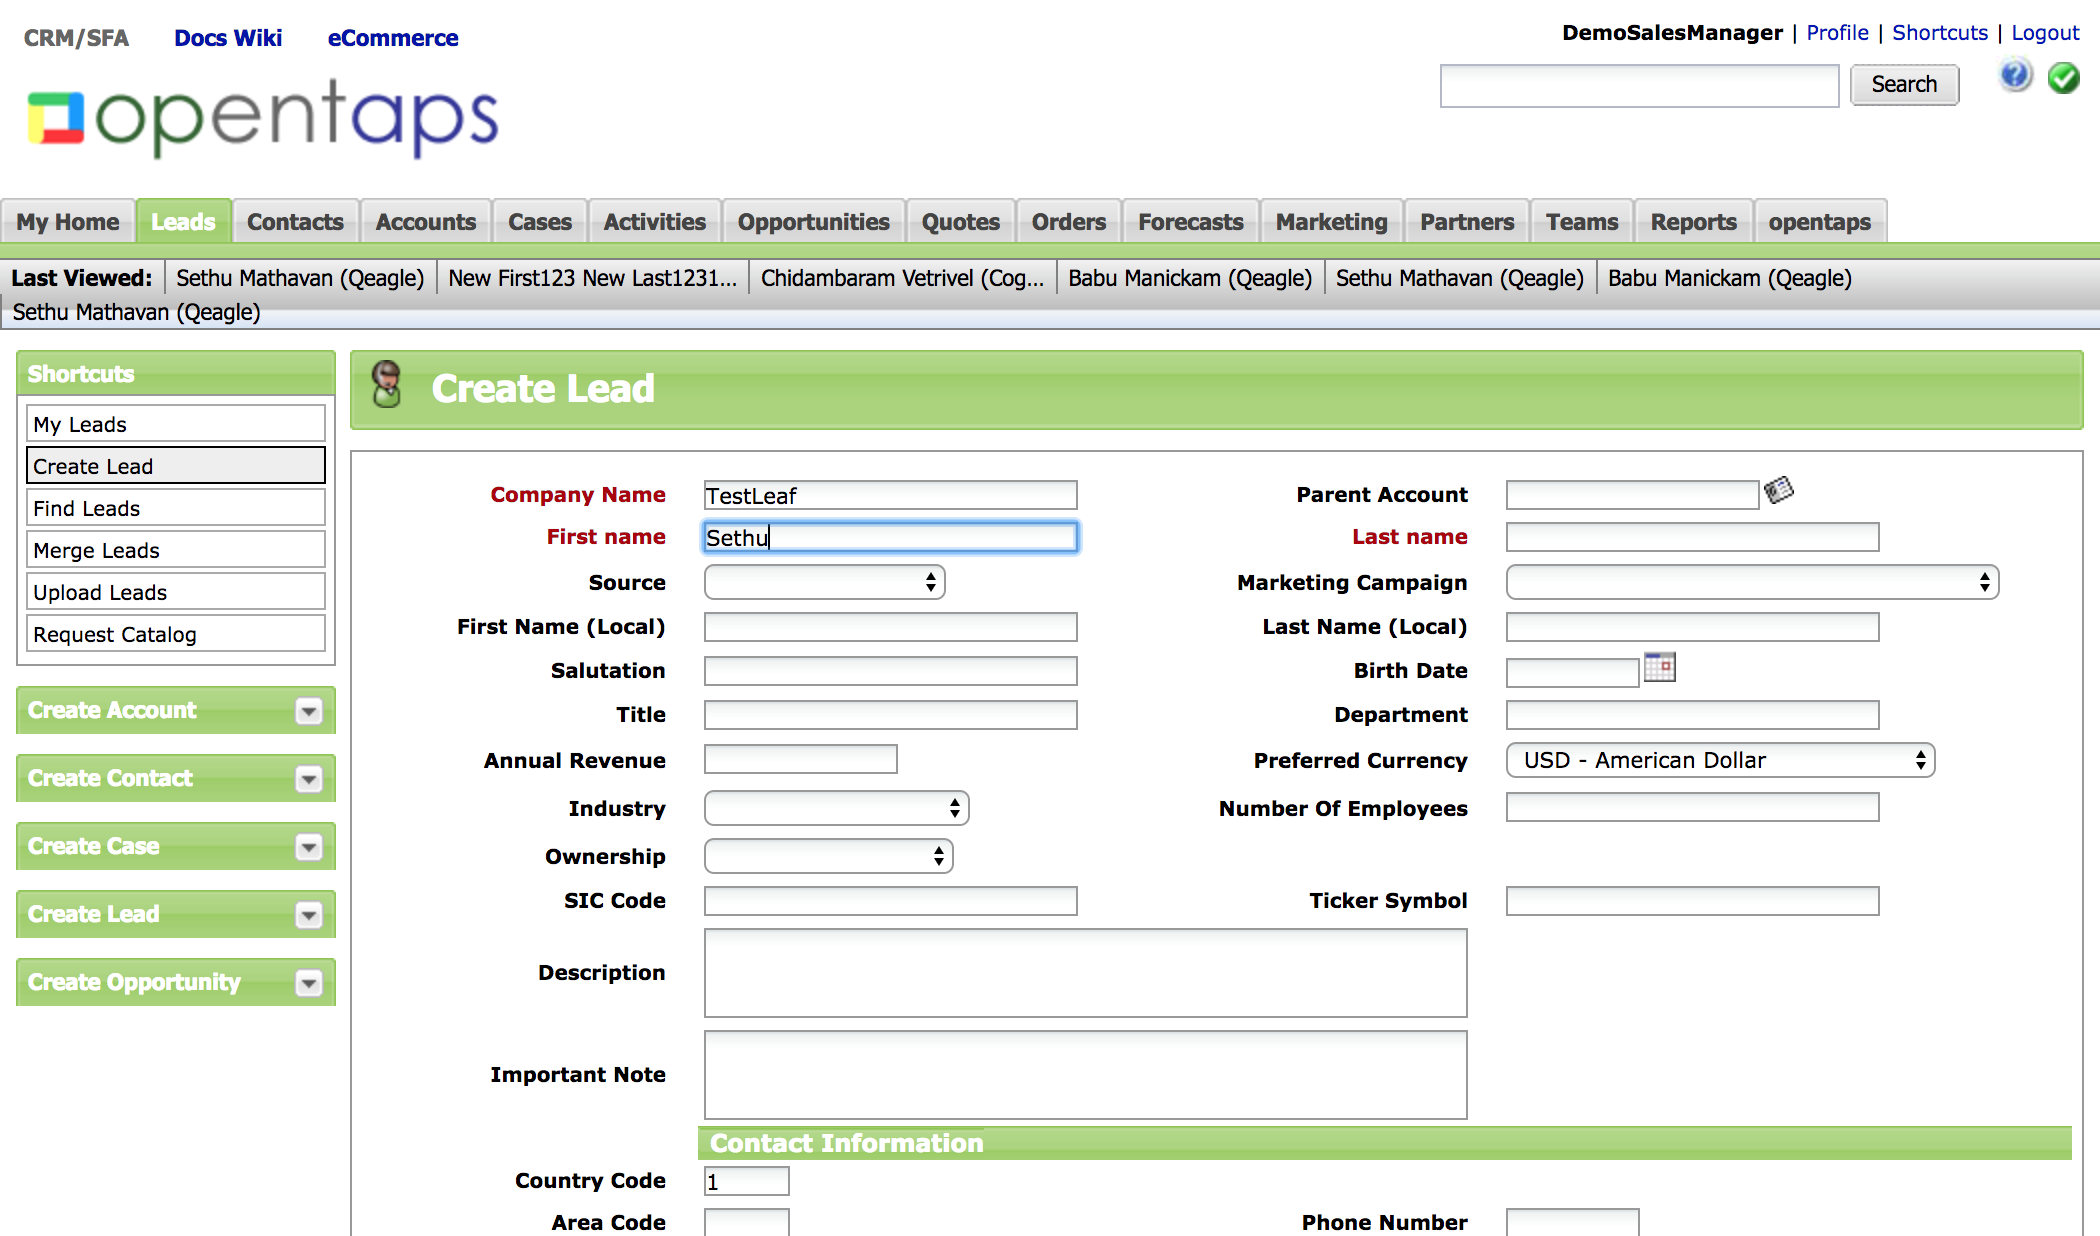 CRM/SFA Docs Wiki eCommerce
DemoSalesManager | Profile | Shortcuts | Logout
opentaps
Search
My Home Leads Contacts Accounts Cases Activities Opportunities Quotes Orders Forecasts Marketing Partners Teams Reports opentaps
Last Viewed: Sethu Mathavan (Qeagle) New First123 New Last1231... Chidambaram Vetrivel (Cog... Babu Manickam (Qeagle) Sethu Mathavan (Qeagle) Babu Manickam (Qeagle)
Sethu Mathavan (Qeagle)
Shortcuts
My Leads
Create Lead
Find Leads
Merge Leads
Upload Leads
Request Catalog
Create Account
Create Contact
Create Case
Create Lead
Create Opportunity
Create Lead
Company Name TestLeaf Parent Account
First name Sethu Last name
Source Marketing Campaign
First Name (Local) Last Name (Local)
Salutation Birth Date
Title Department
Annual Revenue Preferred Currency USD - American Dollar
Industry Number Of Employees
Ownership
SIC Code Ticker Symbol
Description
Important Note
Contact Information
Country Code 1
Area Code Phone Number